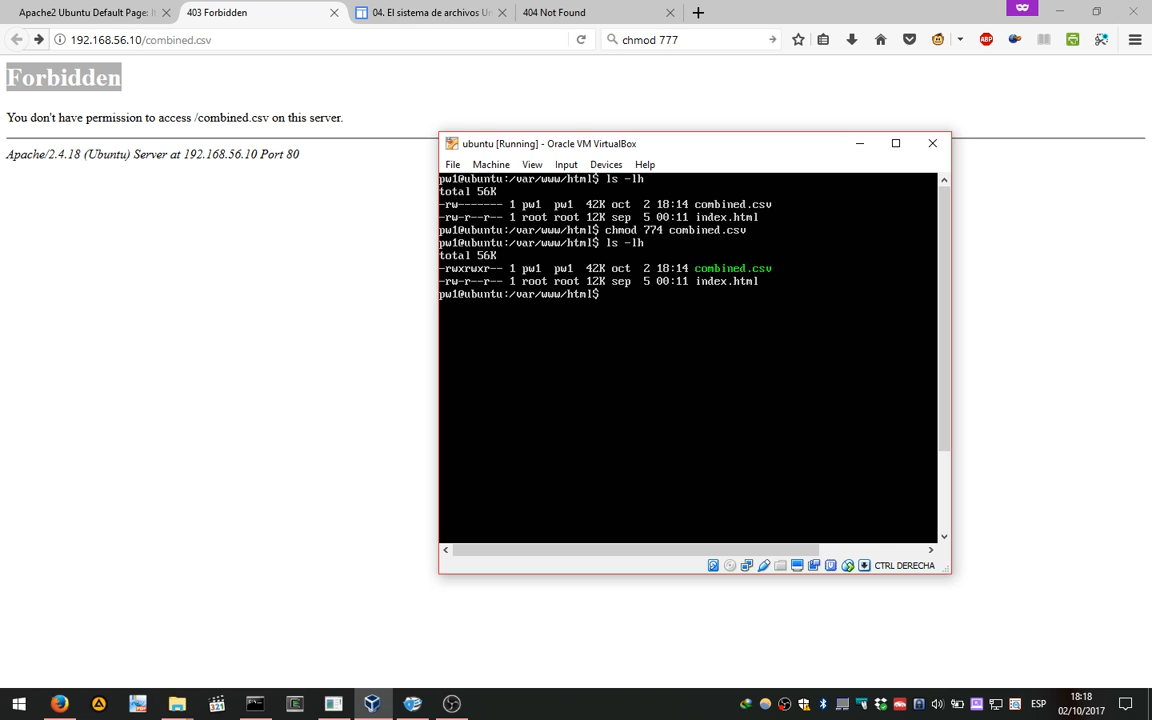 Apache2 Ubuntu Default Page: It
403 Forbidden
04. El sistema de archivos Un
404 Not Found
192.168.56.10/combined.csv
chmod 777
ABP
Forbidden
You don't have permission to access /combined.csv on this server.
Apache/2.4.18 (Ubuntu) Server at 192.168.56.10 Port 80
ubuntu [Running] - Oracle VM VirtualBox
File Machine View Input Devices Help
pw1@ubuntu:/var/www/html$ ls -lh
total 56K
-rw------- 1 pw1  pw1  42K oct  2 18:14 combined.csv
-rw-r--r-- 1 root root 12K sep  5 00:11 index.html
pw1@ubuntu:/var/www/html$ chmod 774 combined.csv
pw1@ubuntu:/var/www/html$ ls -lh
total 56K
-rwxrwxr-- 1 pw1  pw1  42K oct  2 18:14 combined.csv
-rw-r--r-- 1 root root 12K sep  5 00:11 index.html
pw1@ubuntu:/var/www/html$
CTRL DERECHA
321
ESP
18:18
02/10/2017